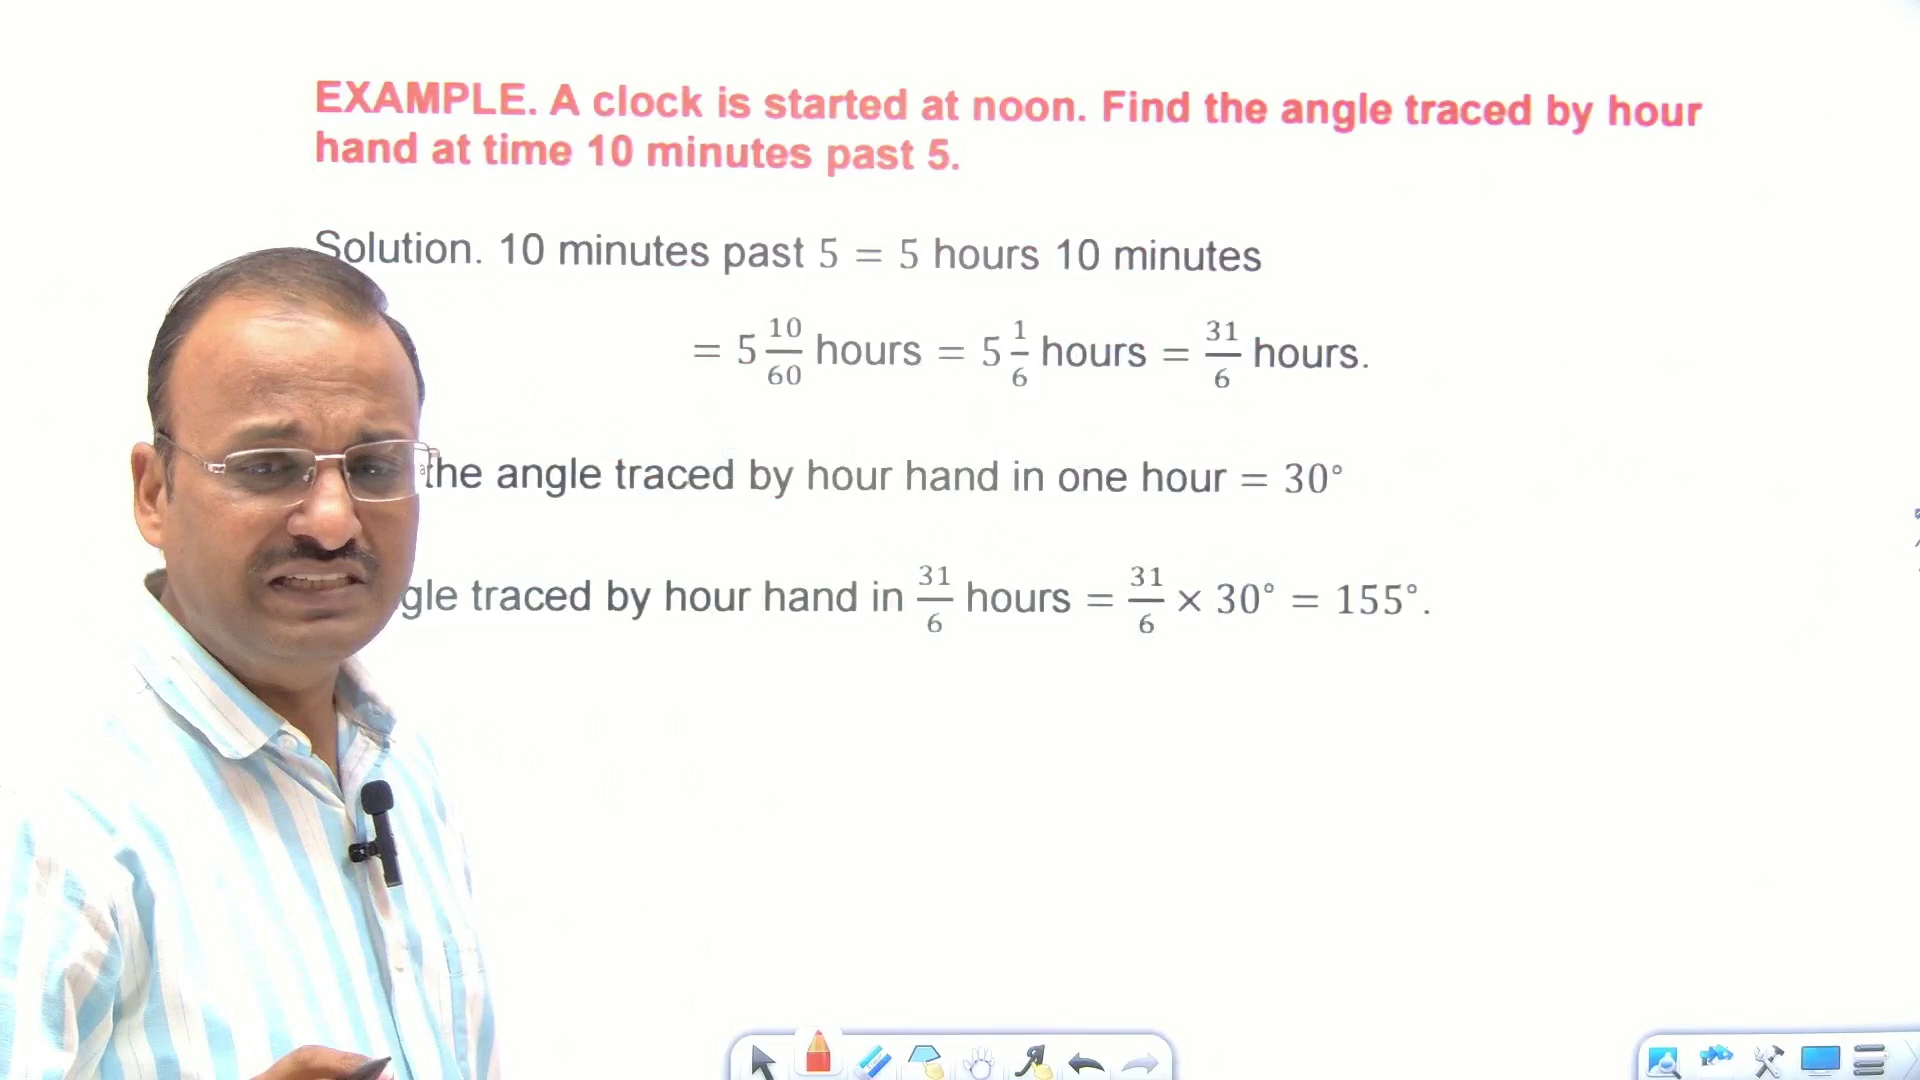 EXAMPLE. A clock is started at noon. Find the angle traced by hour
hand at time 10 minutes past 5.
Solution. 10 minutes past 5 = 5 hours 10 minutes
= 5 10/60 hours = 5 1/6 hours = 31/6 hours.
the angle traced by hour hand in one hour = 30°
gle traced by hour hand in 31/6 hours = 31/6 × 30° = 155°.